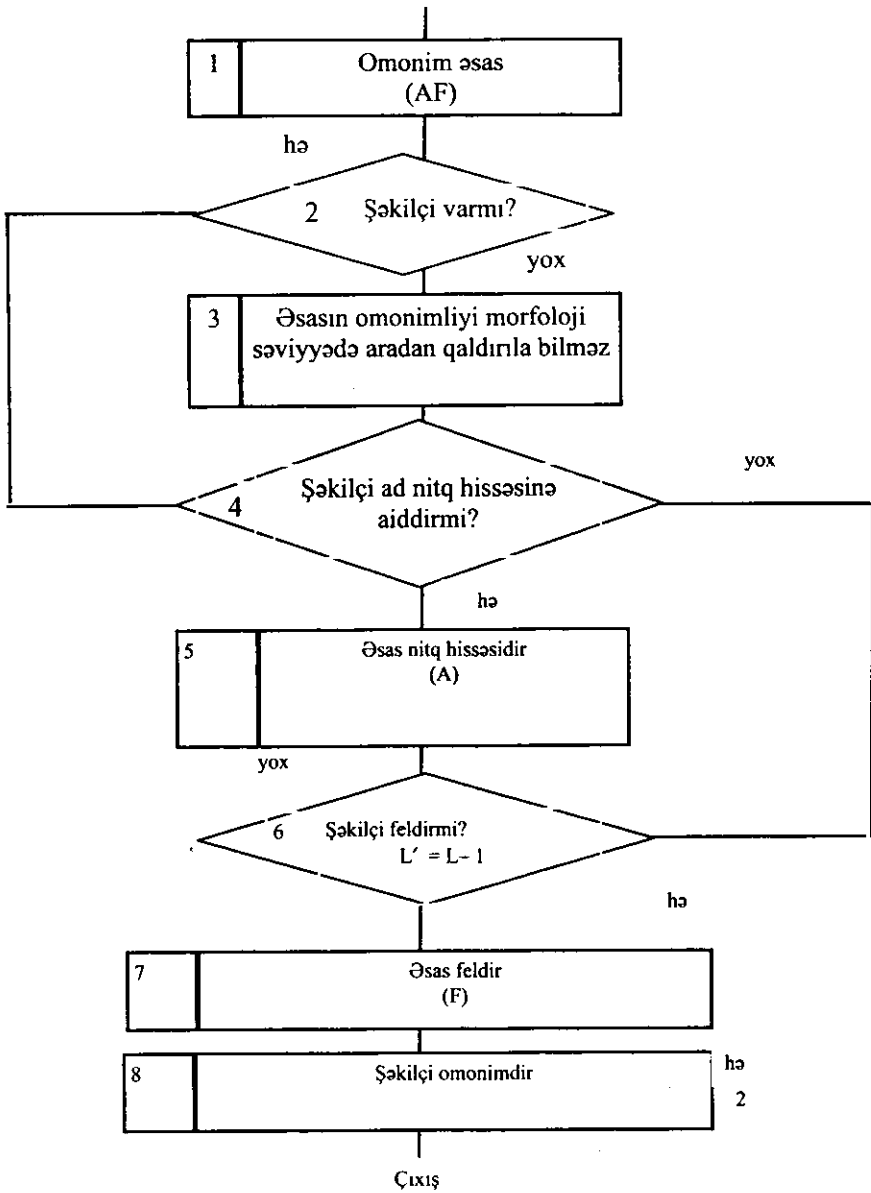 1 Omonim əsas
(AF)
hə
2 Şəkilçi varmı?
yox
3 Əsasın omonimliyi morfoloji
səviyyədə aradan qaldırıla bilməz
yox
Şəkilçi ad nitq hissəsinə
4 aiddirmi?
hə
5 Əsas nitq hissəsidir
(A)
yox
6 Şəkilçi feldirmi?
L′ = L- 1
hə
7 Əsas feldir
(F)
8 Şəkilçi omonimdir
hə
2
Çıxış